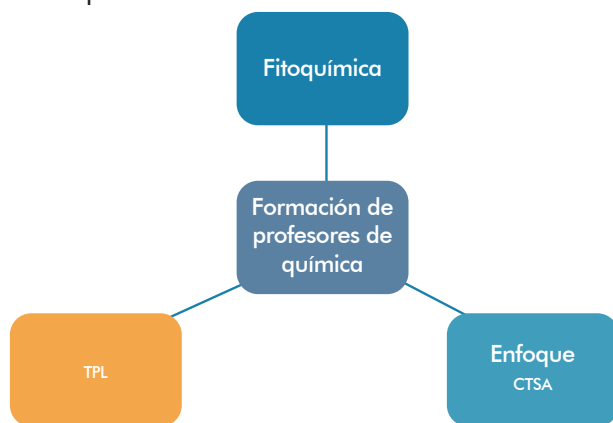 Fitoquímica
Formación de
profesores de
química
TPL
Enfoque
CTSA